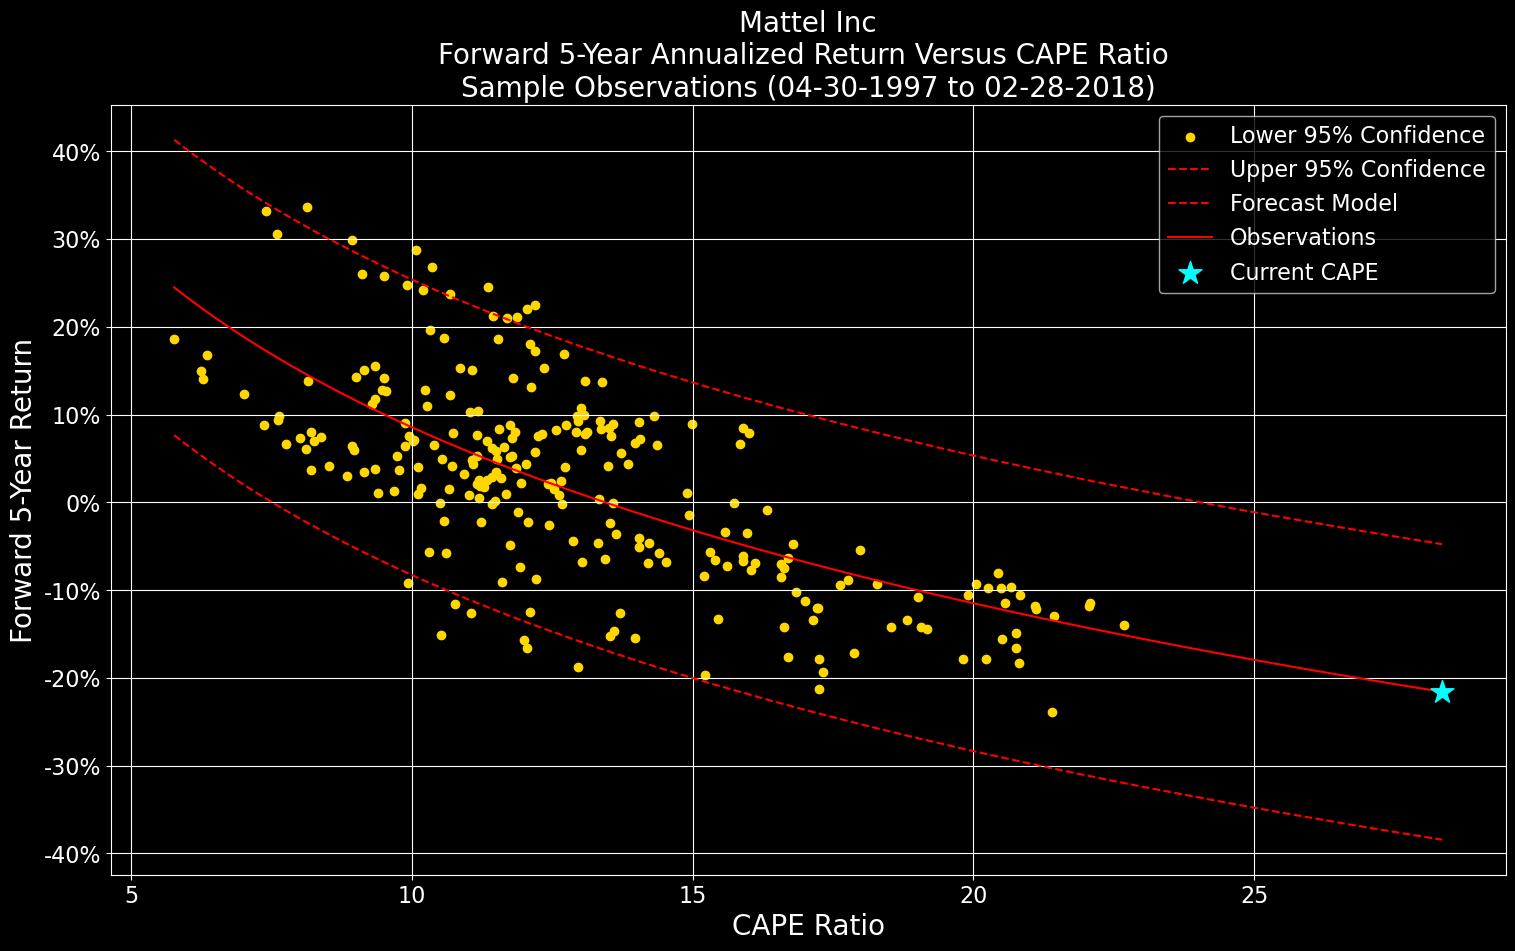 Mattel Inc
Forward 5-Year Annualized Return Versus CAPE Ratio
Sample Observations (04-30-1997 to 02-28-2018)
Lower 95% Confidence
Upper 95% Confidence
Forecast Model
Observations
Current CAPE
Forward 5-Year Return
40%
30%
20%
10%
0%
-10%
-20%
-30%
-40%
5 10 15 20 25
CAPE Ratio